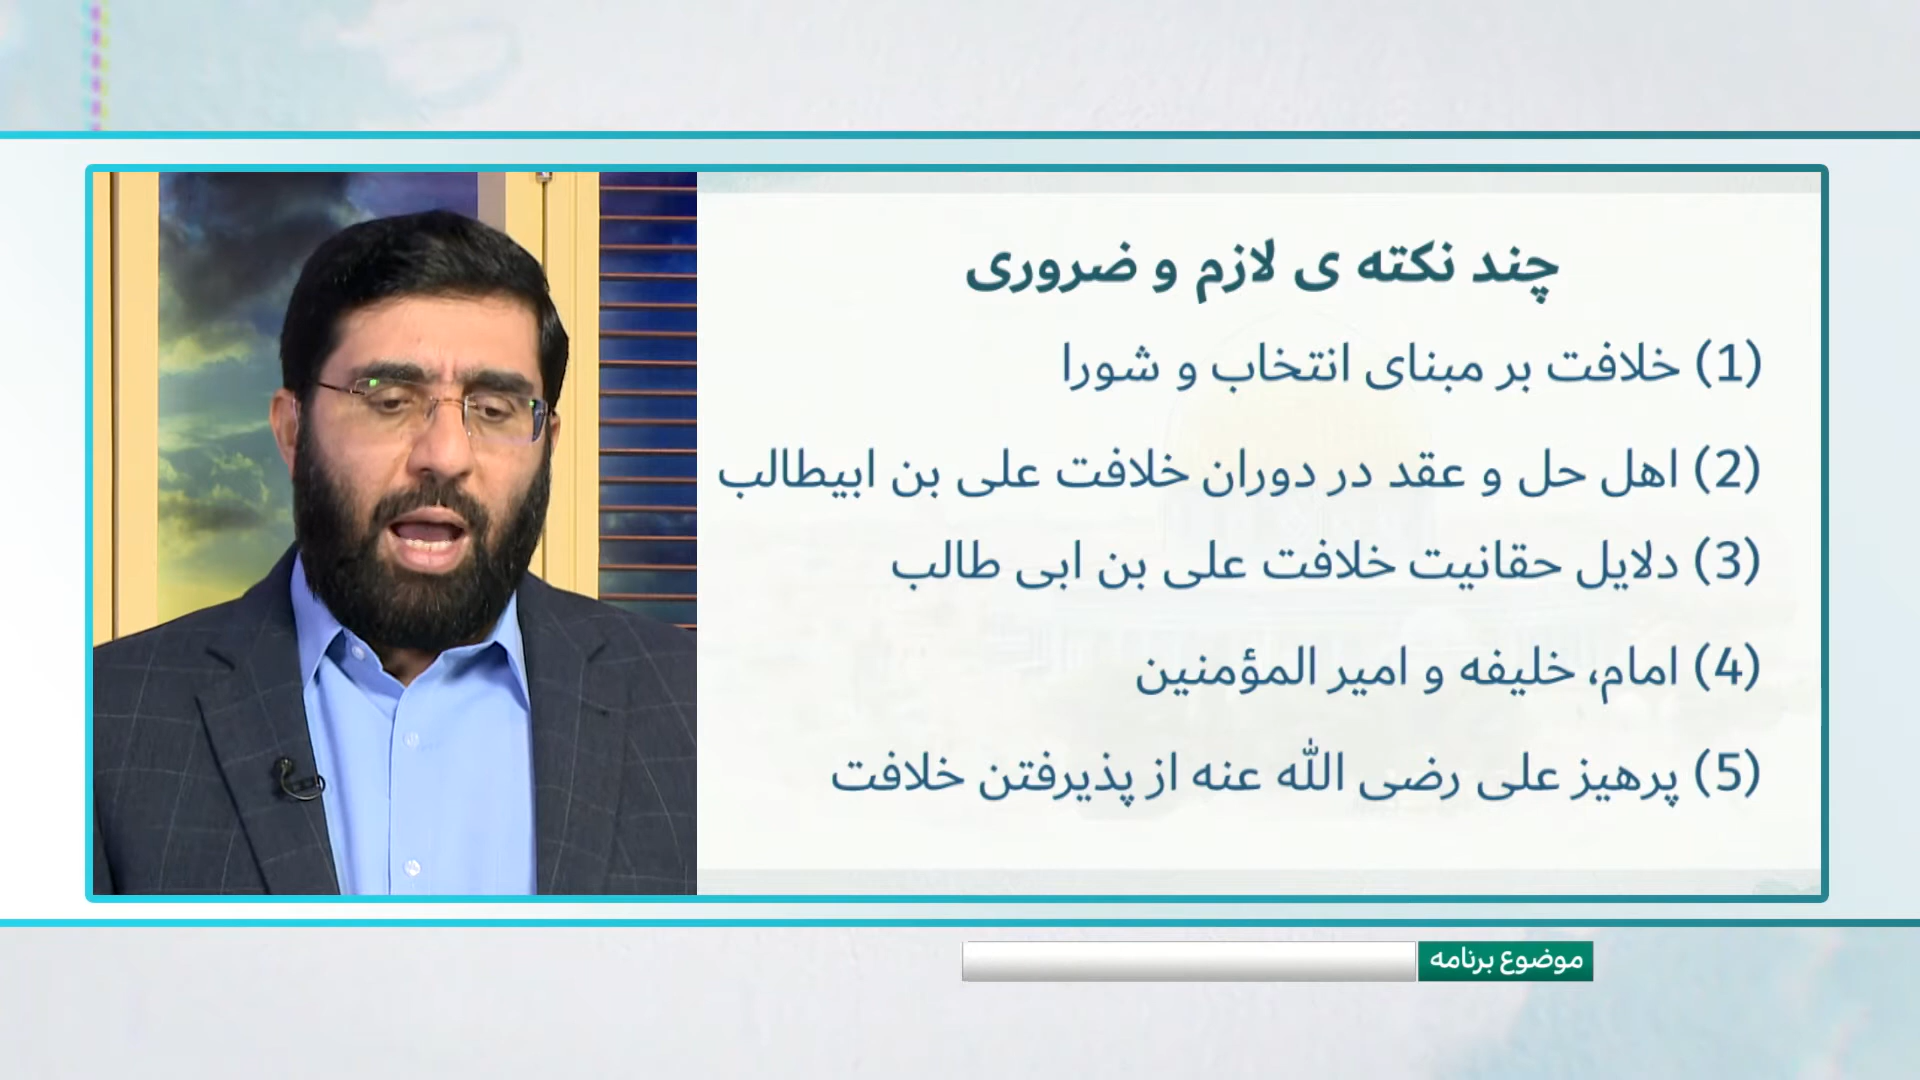 چند نکته ی لازم و ضروری
(1) خلافت بر مبنای انتخاب و شورا
(2) اهل حل و عقد در دوران خلافت علی بن ابیطالب
(3) دلایل حقانیت خلافت علی بن ابی طالب
(4) امام، خلیفه و امیر المؤمنین
(5) پرهیز علی رضی الله عنه از پذیرفتن خلافت
موضوع برنامه